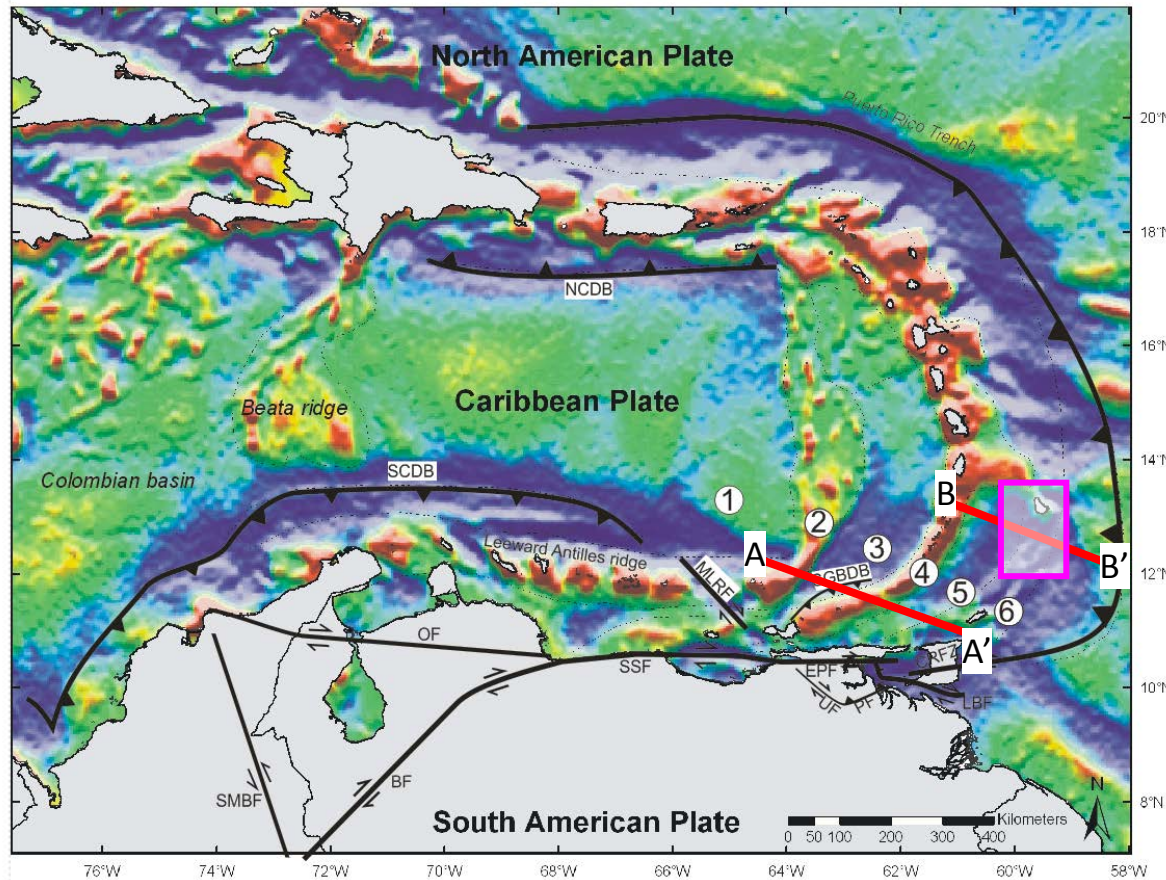 North American Plate
Puerto Rico Trench
20°N
18°N
NCDB
16°N
Caribbean Plate
Beata ridge
14°N
SCDB
Colombian basin
B
1
A
2
3
Leeward Antilles ridge
B'
12°N
GBDB
MLRF
4
5
6
A'
OF
SSF
EPF
CRFZ
10°N
UF
PF
LBF
SMBF
BF
N
8°N
South American Plate
Kilometers
0 50 100 200 300 400
76°W 74°W 72°W 70°W 68°W 66°W 64°W 62°W 60°W 58°W